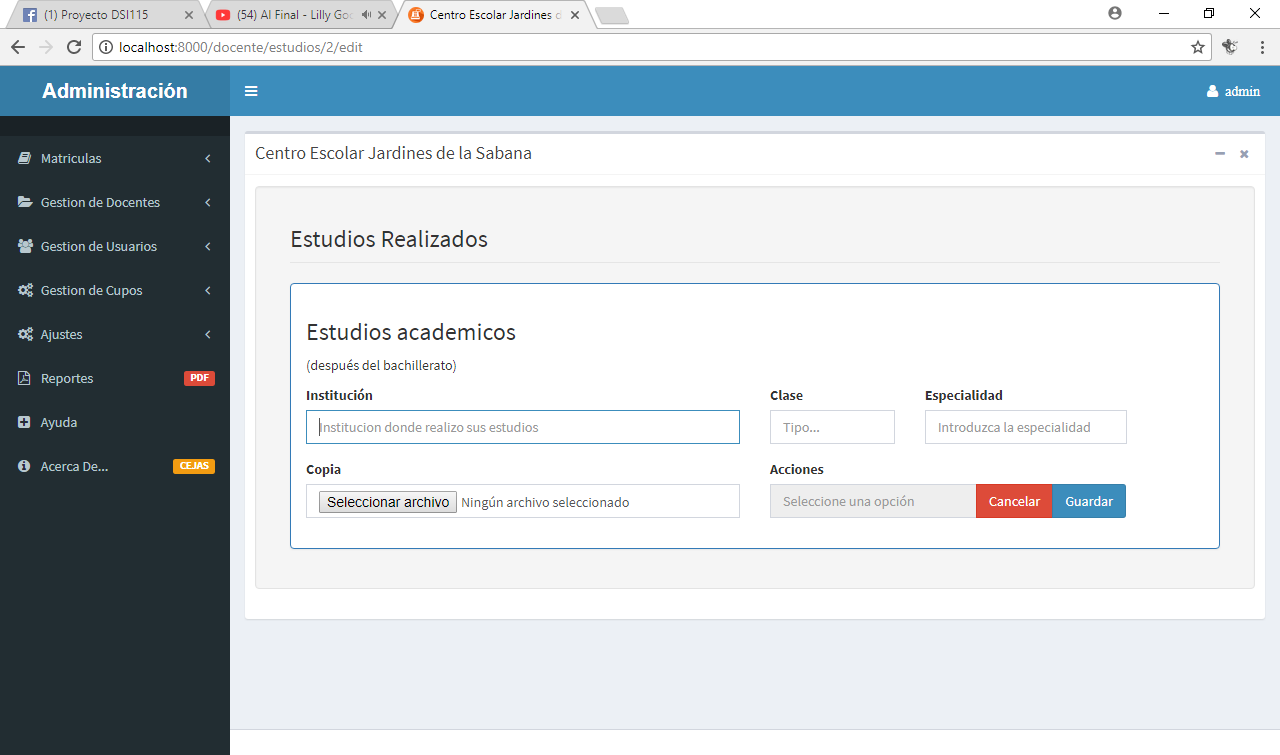 (1) Proyecto DSI115
(54) Al Final - Lilly Goo
Centro Escolar Jardines d
localhost:8000/docente/estudios/2/edit
Administración
admin
Matriculas
Gestion de Docentes
Gestion de Usuarios
Gestion de Cupos
Ajustes
Reportes PDF
Ayuda
Acerca De... CEJAS
Centro Escolar Jardines de la Sabana
Estudios Realizados
Estudios academicos
(después del bachillerato)
Institución Clase Especialidad
Institucion donde realizo sus estudios Tipo... Introduzca la especialidad
Copia Acciones
Seleccionar archivo Ningún archivo seleccionado Seleccione una opción Cancelar Guardar